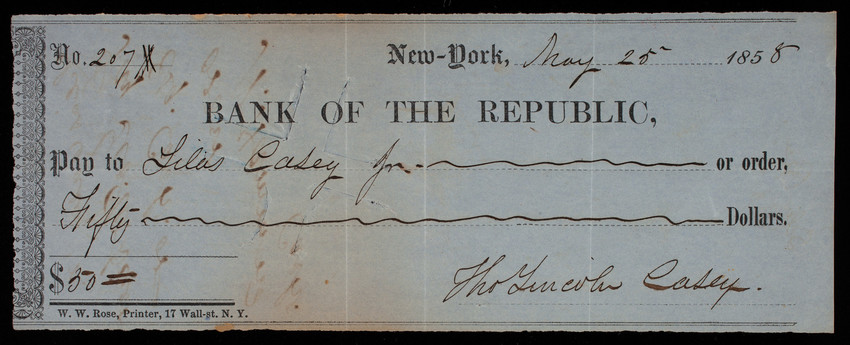 No. 207 New-York, May 25 1858
BANK OF THE REPUBLIC,
Pay to Silas Casey Jr. or order,
Fifty Dollars.
$50
Tho Lincoln Casey.
W. W. Rose, Printer, 17 Wall-st. N. Y.